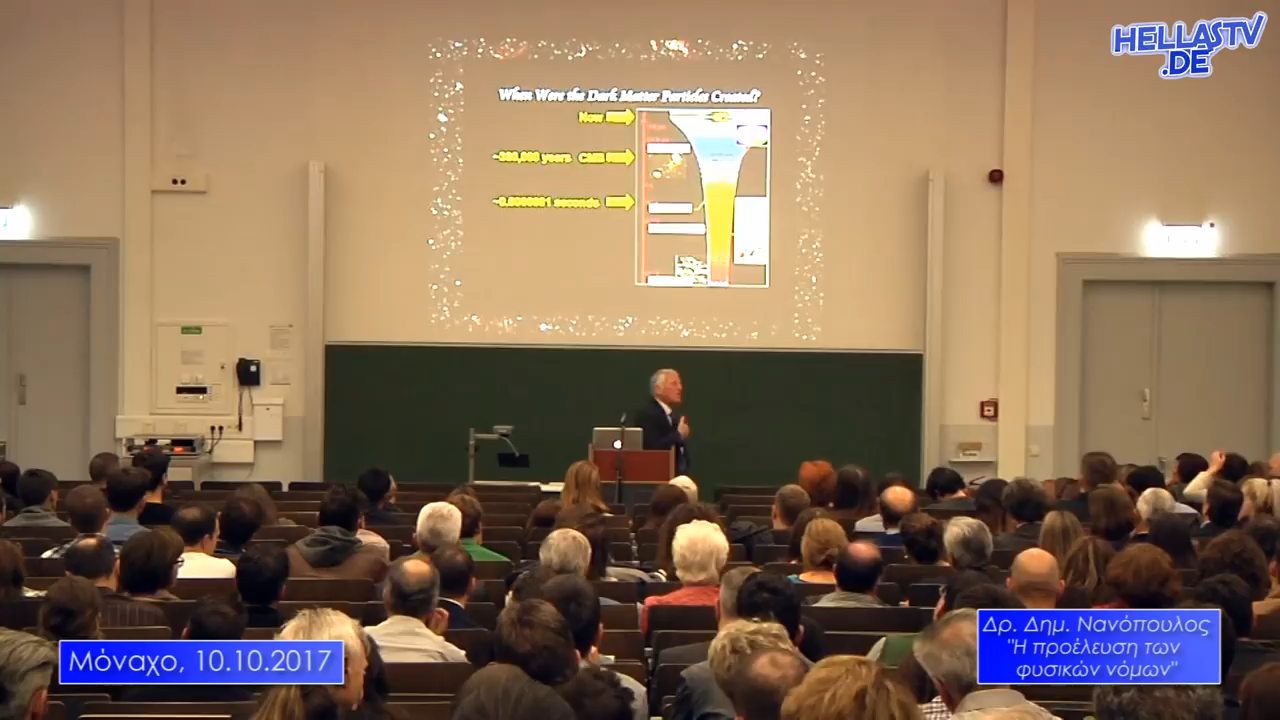 HELLASTV
.DE
When Were the Dark Matter Particles Created?
Now
~380,000 years CMB
~0.0000001 seconds
Μόναχο, 10.10.2017
Δρ. Δημ. Νανόπουλος
"Η προέλευση των
φυσικών νόμων"